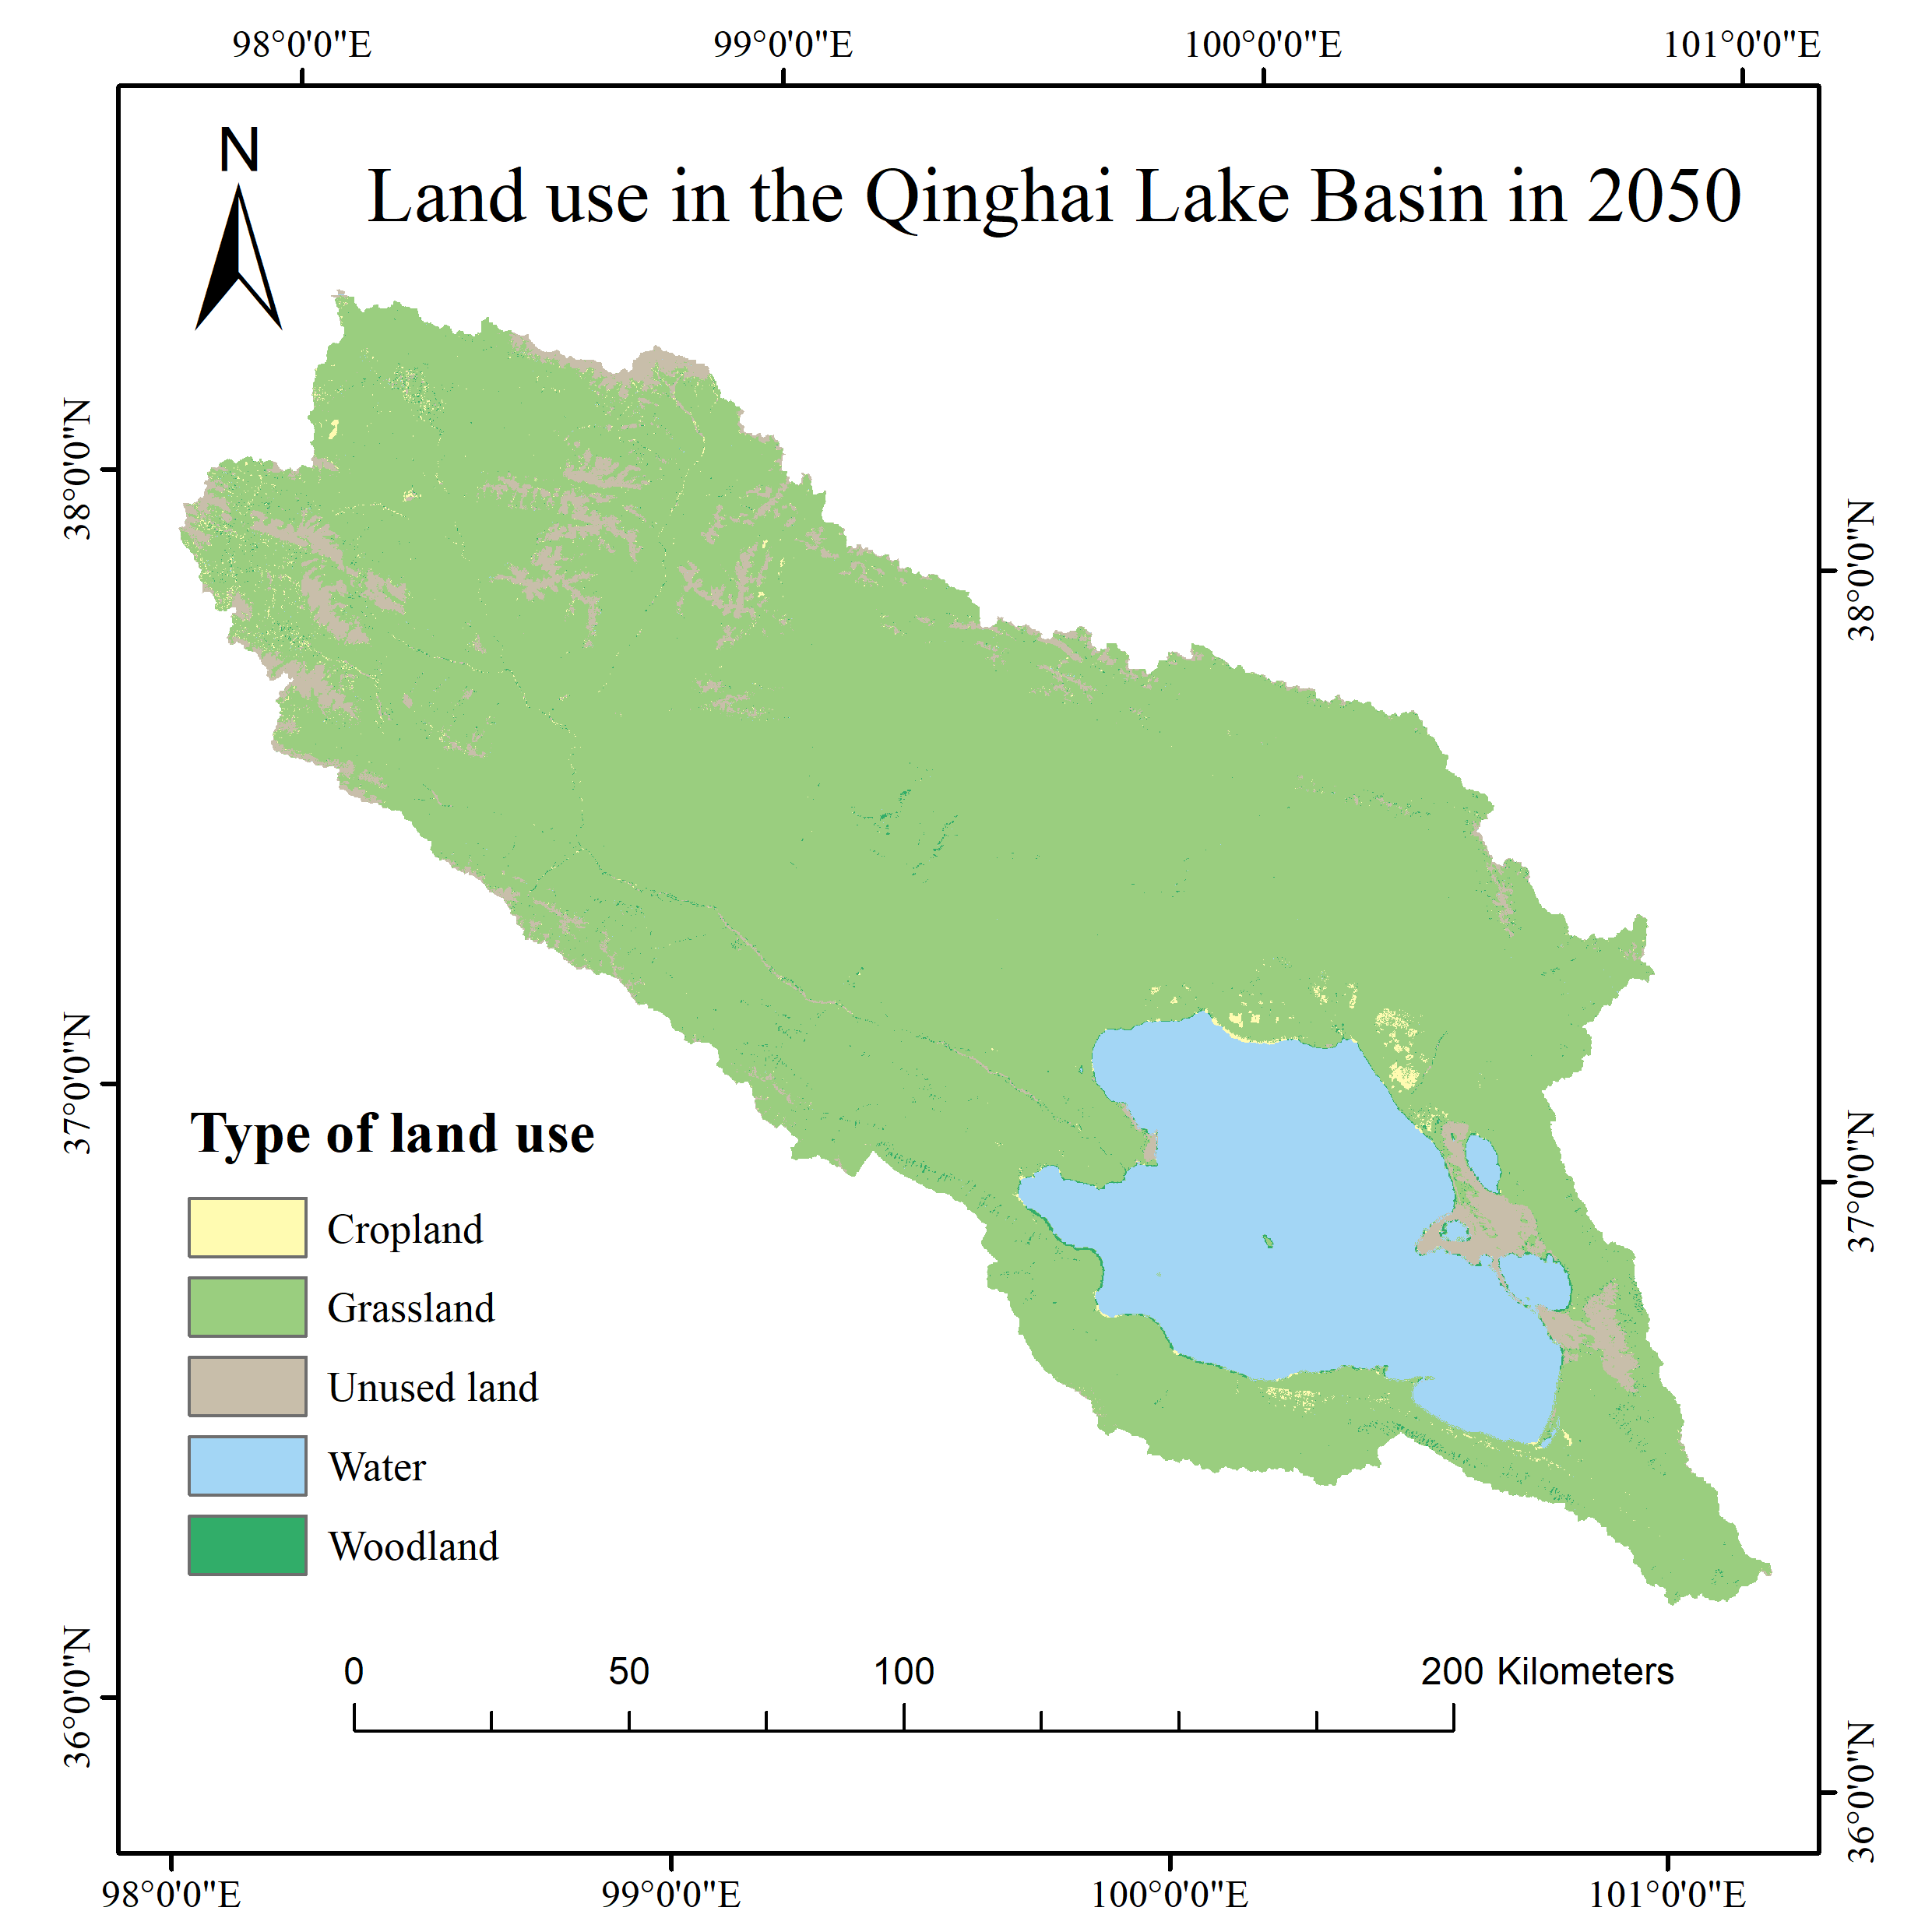 98°0'0"E 99°0'0"E 100°0'0"E 101°0'0"E
N
Land use in the Qinghai Lake Basin in 2050
38°0'0"N
38°0'0"N
37°0'0"N
37°0'0"N
Type of land use
Cropland
Grassland
Unused land
Water
Woodland
36°0'0"N
36°0'0"N
0 50 100 200 Kilometers
98°0'0"E 99°0'0"E 100°0'0"E 101°0'0"E